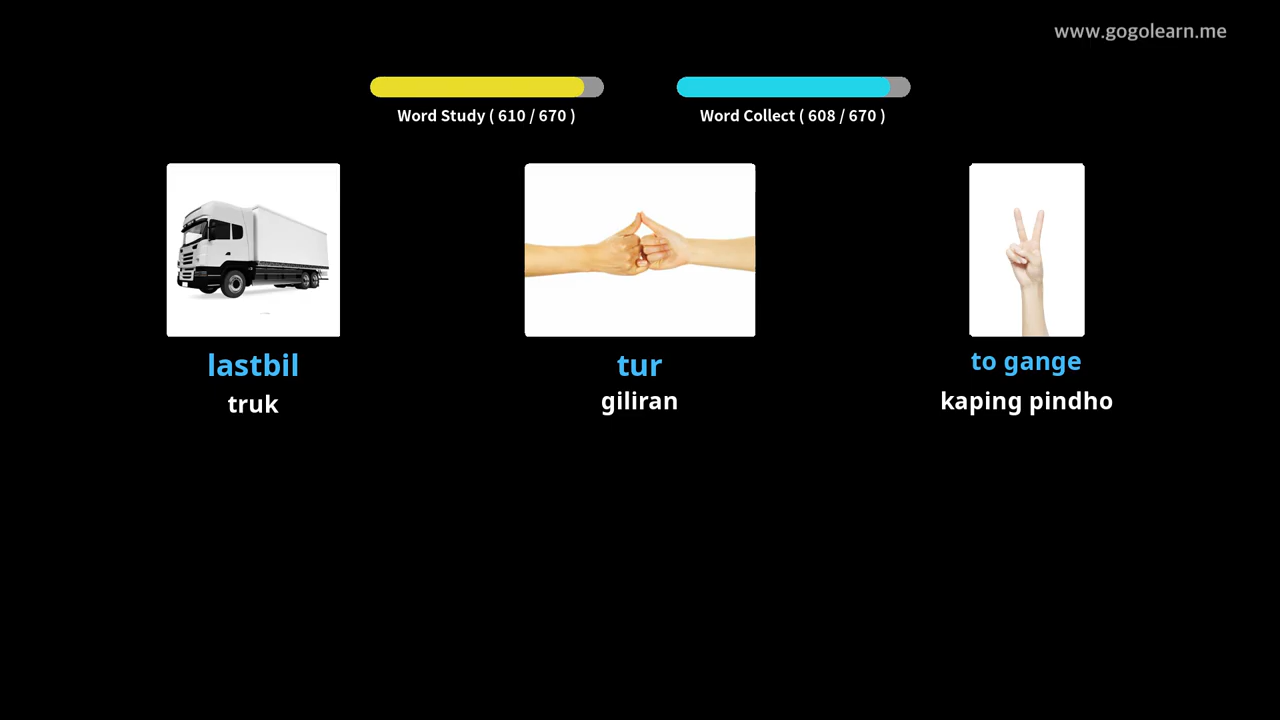 www.gogolearn.me
Word Study ( 610 / 670 )
Word Collect ( 608 / 670 )
lastbil
truk
tur
giliran
to gange
kaping pindho